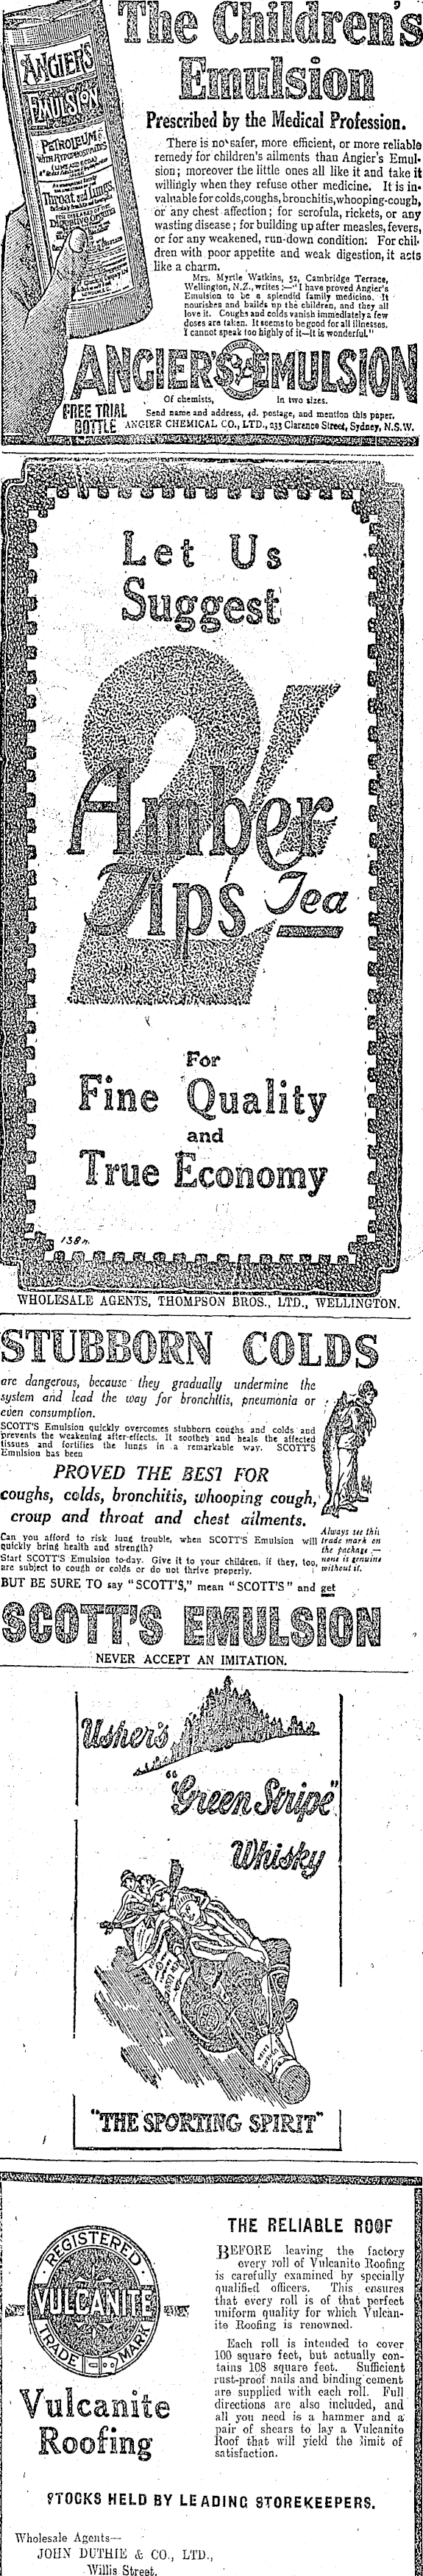 The Children's
Emulsion
Prescribed by the Medical Profession.
ANGIER'S
EMULSION
PETROLEUM
WITH HYPOPHOSPHITES
Throat and Lungs,
There is no safer, more efficient, or more reliable
remedy for children's ailments than Angier's Emul-
sion; moreover the little ones all like it and take it
willingly when they refuse other medicine. It is in-
valuable for colds, coughs, bronchitis, whooping-cough,
or any chest affection; for scrofula, rickets, or any
wasting disease; for building up after measles, fevers,
or for any weakened, run-down condition: For chil-
dren with poor appetite and weak digestion, it acts
like a charm.
Mrs. Myrtle Watkins, 52, Cambridge Terrace,
Wellington, N.Z., writes:—"I have proved Angier's
Emulsion to be a splendid family medicine. It
nourishes and builds up the children, and they all
love it. Coughs and colds vanish immediately a few
doses are taken. It seems to be good for all illnesses.
I cannot speak too highly of it—it is wonderful."
ANGIER'S EMULSION
Of chemists, in two sizes.
FREE TRIAL
BOTTLE
Send name and address, 4d. postage, and mention this paper.
ANGIER CHEMICAL CO., LTD., 233 Clarence Street, Sydney, N.S.W.
Let Us
Suggest
2/-
Amber
Tips Tea
For
Fine Quality
and
True Economy
138n.
WHOLESALE AGENTS, THOMPSON BROS., LTD., WELLINGTON.
STUBBORN COLDS
are dangerous, because they gradually undermine the
system and lead the way for bronchitis, pneumonia or
even consumption.
SCOTT'S Emulsion quickly overcomes stubborn coughs and colds and
prevents the weakening after-effects. It soothes and heals the affected
tissues and fortifies the lungs in a remarkable way. SCOTT'S
Emulsion has been
PROVED THE BEST FOR
coughs, colds, bronchitis, whooping cough,
croup and throat and chest ailments.
Can you afford to risk lung trouble, when SCOTT'S Emulsion will
quickly bring health and strength?
Start SCOTT'S Emulsion to-day. Give it to your children, if they, too,
are subject to cough or colds or do not thrive properly.
Always see this
trade mark on
the package,—
none is genuine
without it.
BUT BE SURE TO say "SCOTT'S," mean "SCOTT'S" and get
SCOTT'S EMULSION
NEVER ACCEPT AN IMITATION.
Usher's
"Green Stripe"
Whisky
"THE SPORTING SPIRIT"
REGISTERED
VULCANITE
TRADE MARK
Vulcanite
Roofing
THE RELIABLE ROOF
BEFORE leaving the factory
every roll of Vulcanite Roofing
is carefully examined by specially
qualified officers. This ensures
that every roll is of that perfect
uniform quality for which Vulcan-
ite Roofing is renowned.
Each roll is intended to cover
100 square feet, but actually con-
tains 108 square feet. Sufficient
rust-proof nails and binding cement
are supplied with each roll. Full
directions are also included, and
all you need is a hammer and a
pair of shears to lay a Vulcanite
Roof that will yield the limit of
satisfaction.
STOCKS HELD BY LEADING STOREKEEPERS.
Wholesale Agents—
JOHN DUTHIE & CO., LTD.,
Willis Street.